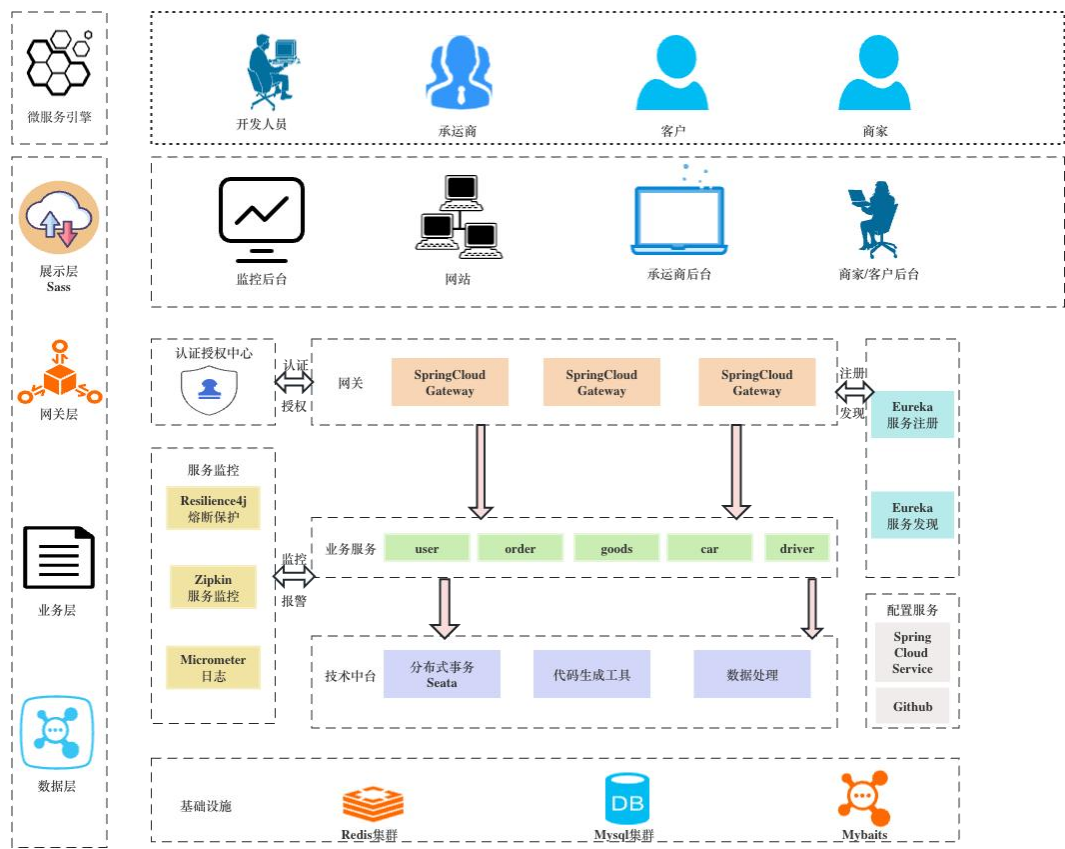 微服务引擎
开发人员
承运商
客户
商家
展示层
Sass
监控后台
网站
承运商后台
商家/客户后台
网关层
认证授权中心
认证
授权
网关
SpringCloud
Gateway
SpringCloud
Gateway
SpringCloud
Gateway
注册
发现
Eureka
服务注册
Eureka
服务发现
服务监控
Resilience4j
熔断保护
Zipkin
服务监控
Micrometer
日志
监控
报警
业务层
业务服务
user
order
goods
car
driver
技术中台
分布式事务
Seata
代码生成工具
数据处理
配置服务
Spring
Cloud
Service
Github
数据层
基础设施
Redis集群
DB
Mysql集群
Mybaits